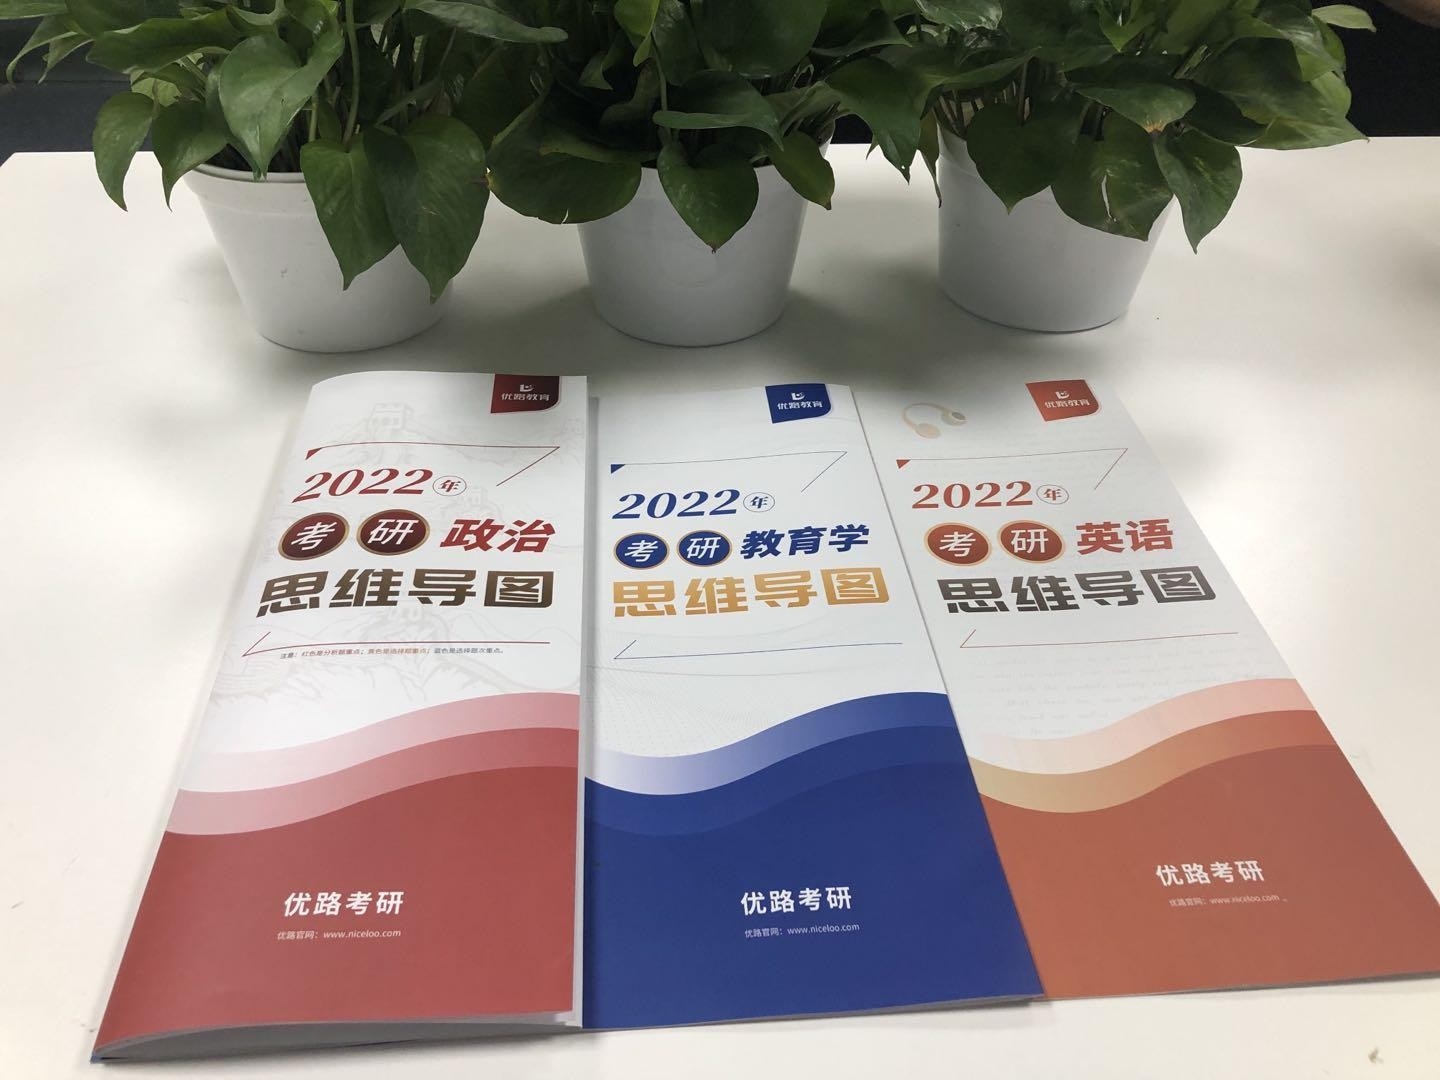 优路教育
2022年
考研政治
思维导图
注意：红色是分析题重点；黄色是选择题重点；蓝色是选择题次重点。
优路考研
优路官网：www.niceloo.com
优路教育
2022年
考研教育学
思维导图
优路考研
优路官网：www.niceloo.com
优路教育
2022年
考研英语
思维导图
优路考研
优路官网：www.niceloo.com 。